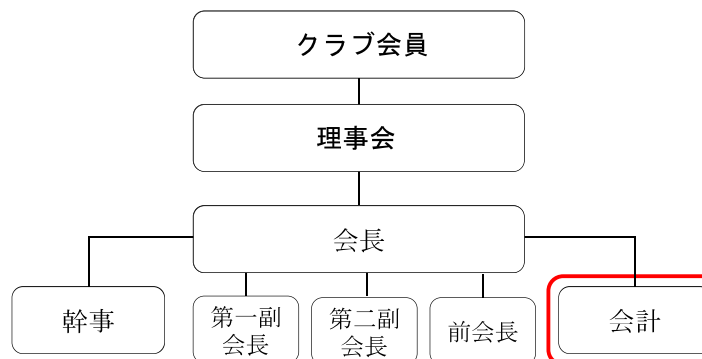 クラブ会員
理事会
会長
幹事
第一副
会長
第二副
会長
前会長
会計